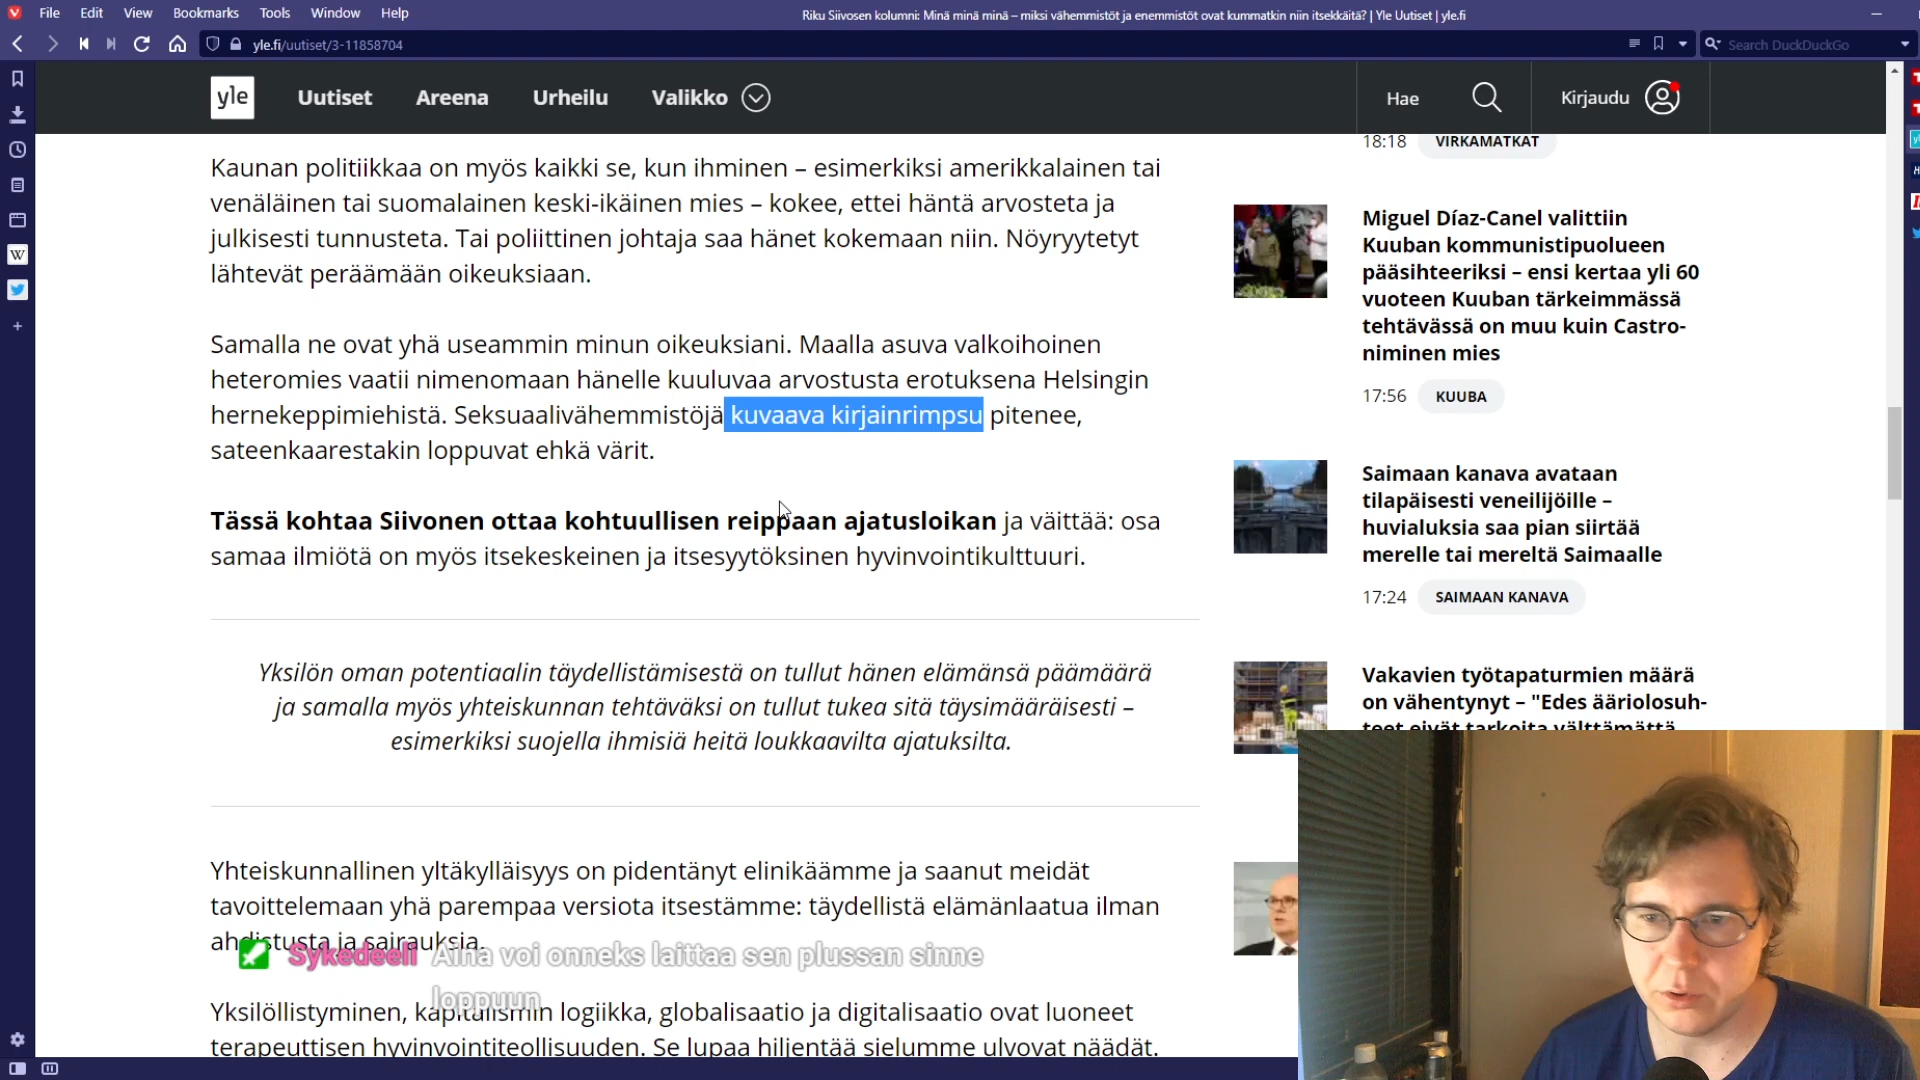 File Edit View Bookmarks Tools Window Help
Riku Siivosen kolumni: Minä minä minä – miksi vähemmistöt ja enemmistöt ovat kummatkin niin itsekkäitä? | Yle Uutiset | yle.fi
yle.fi/uutiset/3-11858704
Search DuckDuckGo
yle Uutiset Areena Urheilu Valikko Hae Kirjaudu
Kaunan politiikkaa on myös kaikki se, kun ihminen – esimerkiksi amerikkalainen tai
venäläinen tai suomalainen keski-ikäinen mies – kokee, ettei häntä arvosteta ja
julkisesti tunnusteta. Tai poliittinen johtaja saa hänet kokemaan niin. Nöyryytetyt
lähtevät peräämään oikeuksiaan.
Samalla ne ovat yhä useammin minun oikeuksiani. Maalla asuva valkoihoinen
heteromies vaatii nimenomaan hänelle kuuluvaa arvostusta erotuksena Helsingin
hernekeppimiehistä. Seksuaalivähemmistöjä kuvaava kirjainrimpsu pitenee,
sateenkaarestakin loppuvat ehkä värit.
Tässä kohtaa Siivonen ottaa kohtuullisen reippaan ajatusloikan ja väittää: osa
samaa ilmiötä on myös itsekeskeinen ja itsesyytöksinen hyvinvointikulttuuri.
Yksilön oman potentiaalin täydellistämisestä on tullut hänen elämänsä päämäärä
ja samalla myös yhteiskunnan tehtäväksi on tullut tukea sitä täysimääräisesti –
esimerkiksi suojella ihmisiä heitä loukkaavilta ajatuksilta.
Yhteiskunnallinen yltäkylläisyys on pidentänyt elinikäämme ja saanut meidät
tavoittelemaan yhä parempaa versiota itsestämme: täydellistä elämänlaatua ilman
ahdistusta ja sairauksia.
Sykedeeli Aina voi onneks laittaa sen plussan sinne
loppuun
Yksilöllistyminen, kapitalismin logiikka, globalisaatio ja digitalisaatio ovat luoneet
terapeuttisen hyvinvointiteollisuuden. Se lupaa hiljentää sielumme ulvovat näädät.
18:18 VIRKAMATKAT
Miguel Díaz-Canel valittiin
Kuuban kommunistipuolueen
pääsihteeriksi – ensi kertaa yli 60
vuoteen Kuuban tärkeimmässä
tehtävässä on muu kuin Castro-
niminen mies
17:56 KUUBA
Saimaan kanava avataan
tilapäisesti veneilijöille –
huvialuksia saa pian siirtää
merelle tai mereltä Saimaalle
17:24 SAIMAAN KANAVA
Vakavien työtapaturmien määrä
on vähentynyt – "Edes ääriolosuh-
teet eivät tarkoita välttämättä
W